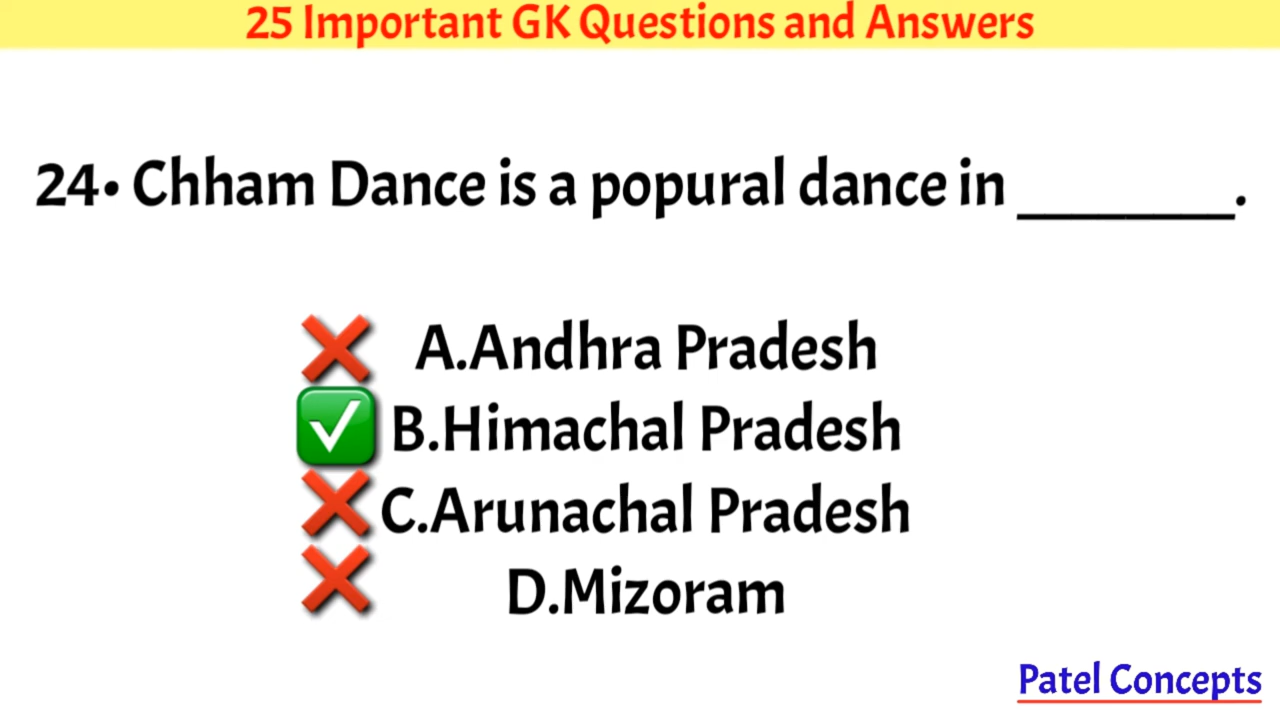 25 Important GK Questions and Answers
24• Chham Dance is a popural dance in ________.
A.Andhra Pradesh
B.Himachal Pradesh
C.Arunachal Pradesh
D.Mizoram
Patel Concepts